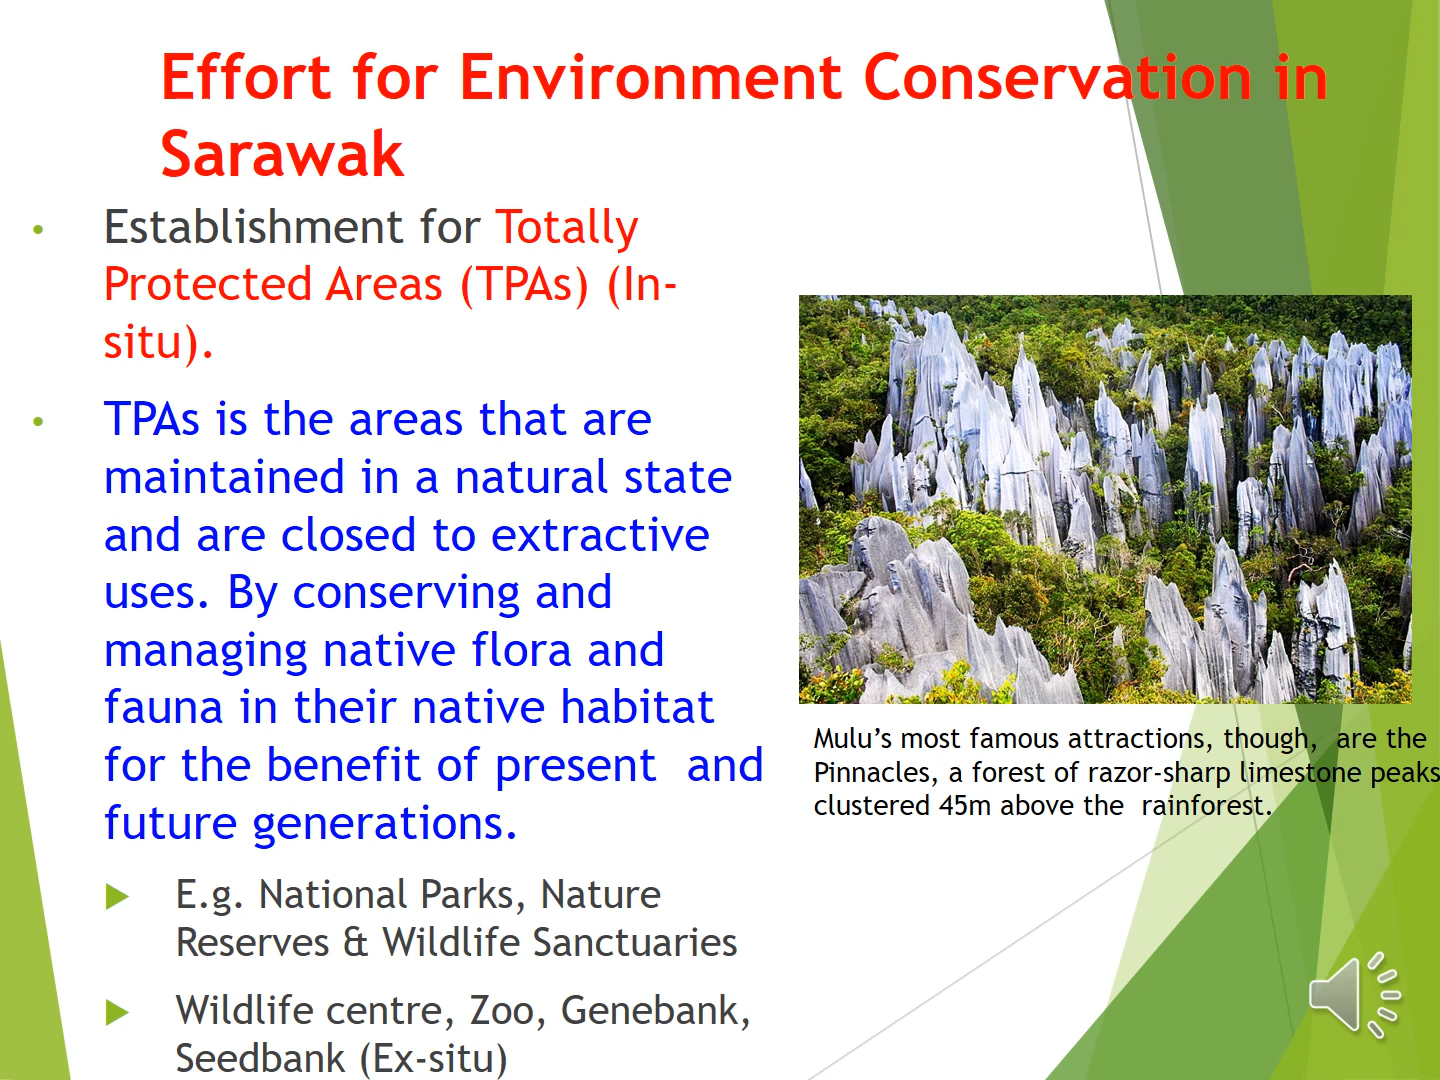 Effort for Environment Conservation in
Sarawak
• Establishment for Totally
Protected Areas (TPAs) (In-
situ).
• TPAs is the areas that are
maintained in a natural state
and are closed to extractive
uses. By conserving and
managing native flora and
fauna in their native habitat
for the benefit of present  and
future generations.
E.g. National Parks, Nature
Reserves & Wildlife Sanctuaries
Wildlife centre, Zoo, Genebank,
Seedbank (Ex-situ)
Mulu’s most famous attractions, though,  are the
Pinnacles, a forest of razor-sharp limestone peaks
clustered 45m above the  rainforest.